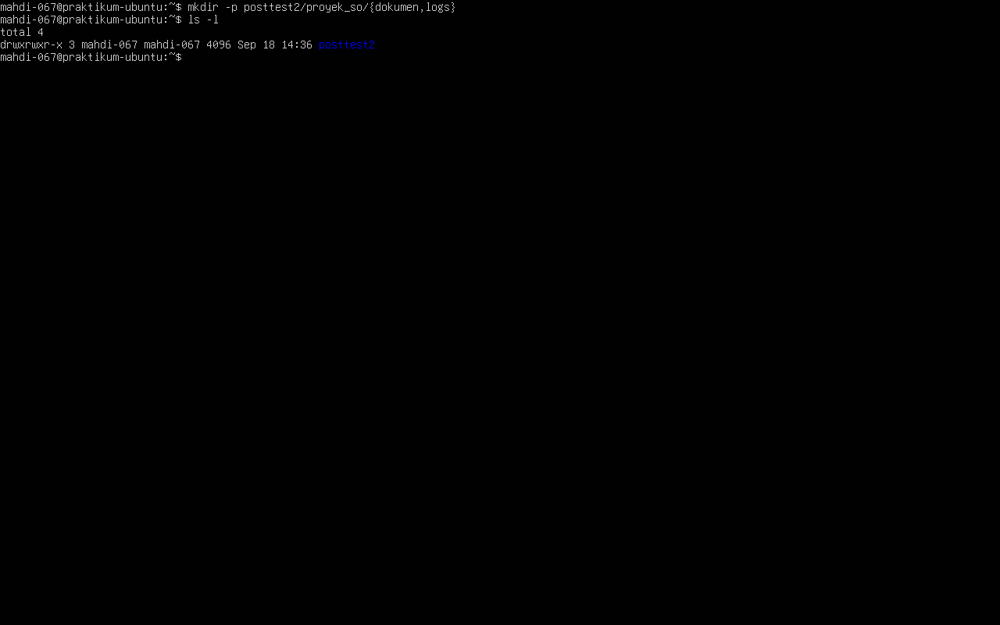 mahdi-067@praktikum-ubuntu:~$ mkdir -p posttest2/proyek_so/{dokumen,logs}
mahdi-067@praktikum-ubuntu:~$ ls -l
total 4
drwxrwxr-x 3 mahdi-067 mahdi-067 4096 Sep 18 14:36 posttest2
mahdi-067@praktikum-ubuntu:~$